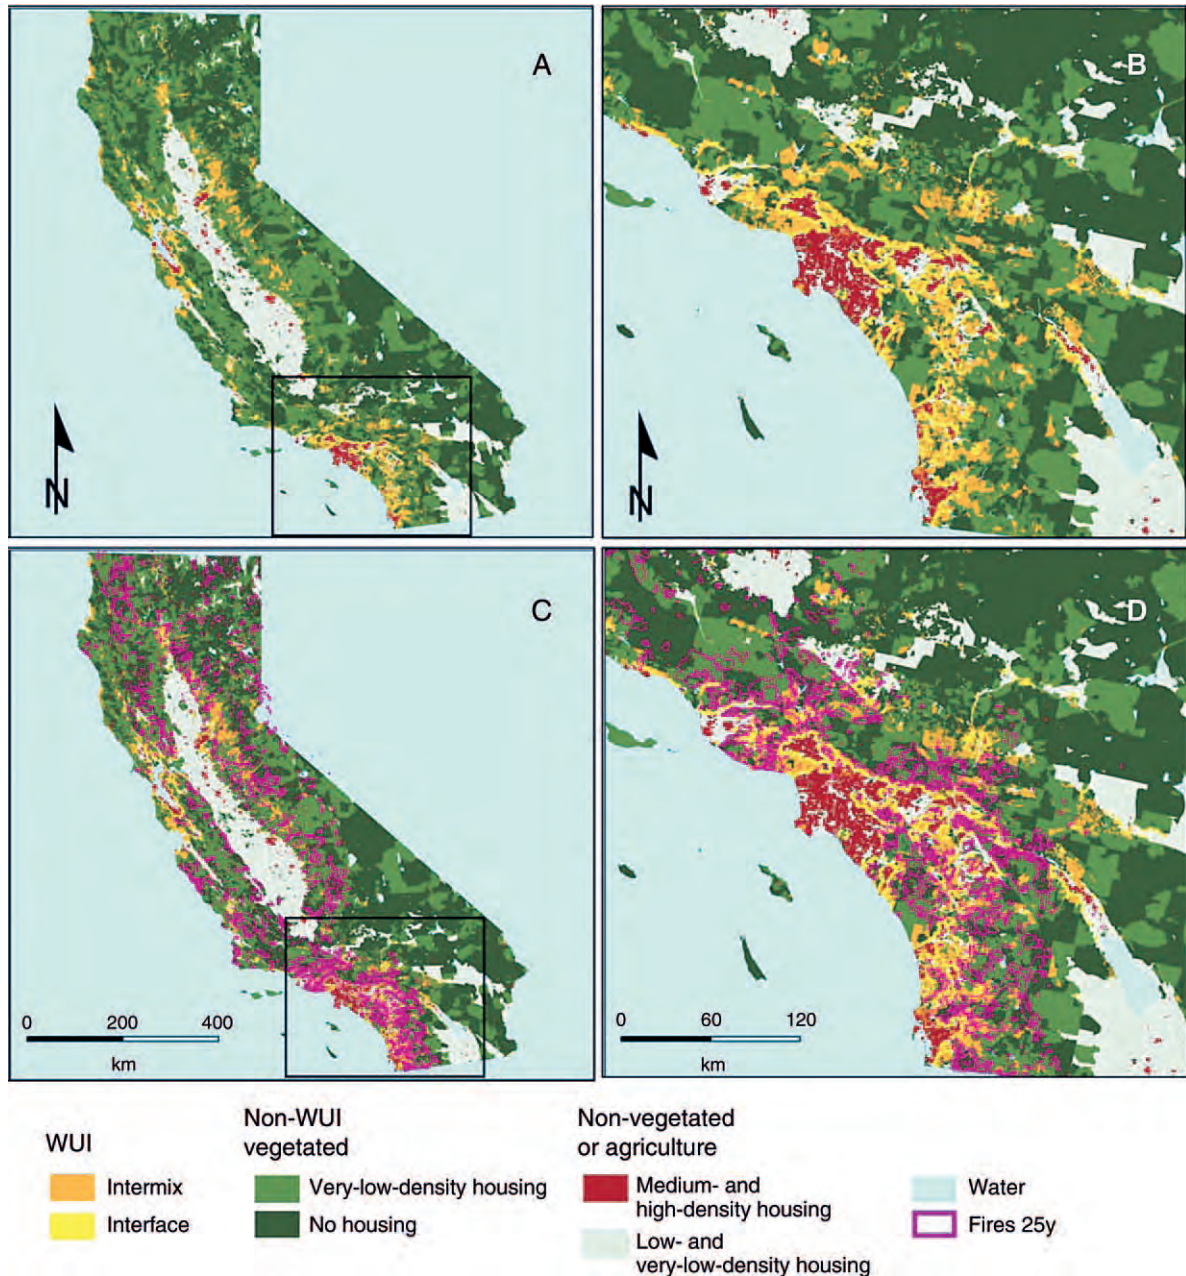 A
B
N
N
C
D
0 200 400
km
0 60 120
km
WUI
Intermix
Interface
Non-WUI
vegetated
Very-low-density housing
No housing
Non-vegetated
or agriculture
Medium- and
high-density housing
Low- and
very-low-density housing
Water
Fires 25y